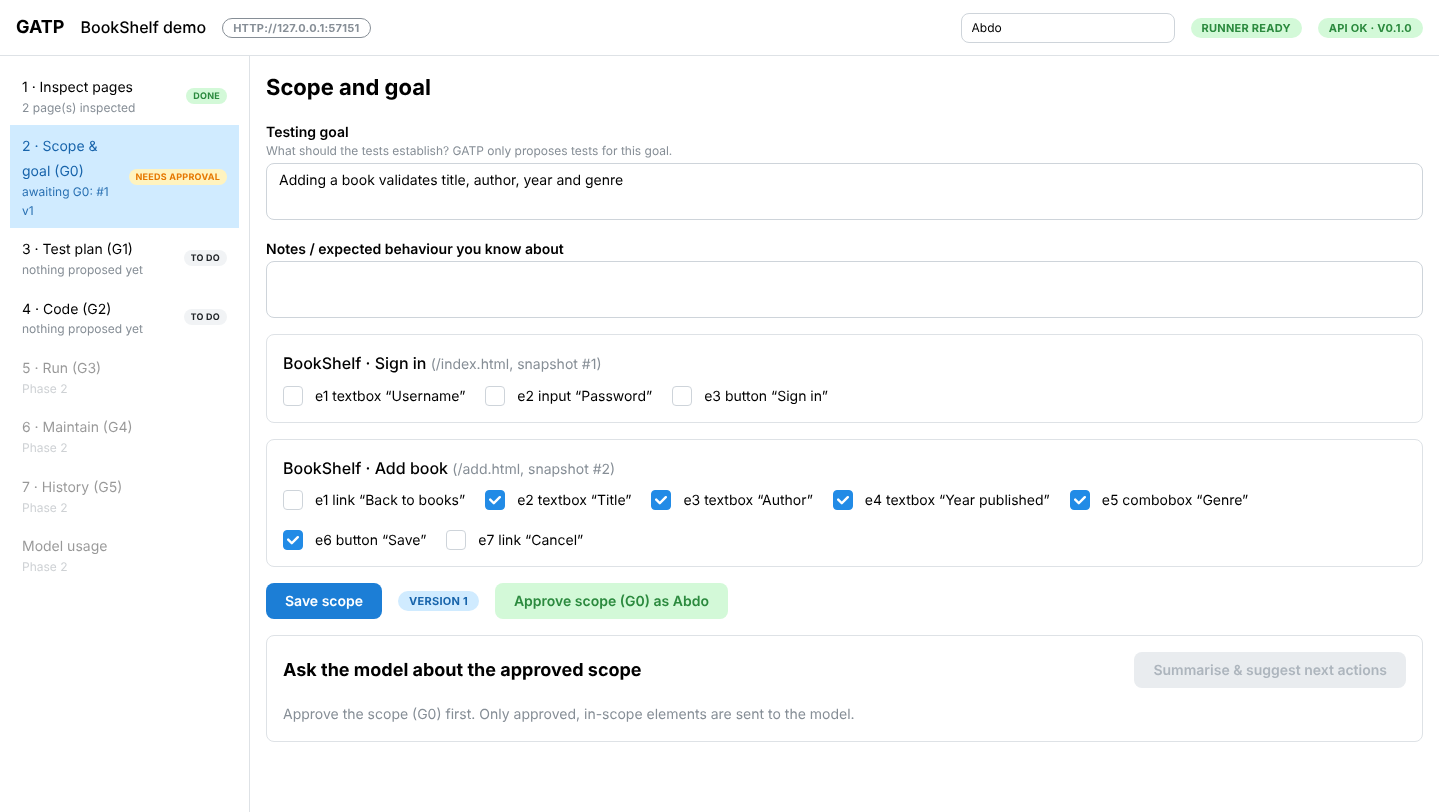 GATP BookShelf demo HTTP://127.0.0.1:57151 Abdo RUNNER READY API OK · V0.1.0
1 · Inspect pages
2 page(s) inspected
DONE
2 · Scope &
goal (G0)
awaiting G0: #1
v1
NEEDS APPROVAL
3 · Test plan (G1)
nothing proposed yet
TO DO
4 · Code (G2)
nothing proposed yet
TO DO
5 · Run (G3)
Phase 2
6 · Maintain (G4)
Phase 2
7 · History (G5)
Phase 2
Model usage
Phase 2
Scope and goal
Testing goal
What should the tests establish? GATP only proposes tests for this goal.
Adding a book validates title, author, year and genre
Notes / expected behaviour you know about
BookShelf · Sign in (/index.html, snapshot #1)
e1 textbox “Username” e2 input “Password” e3 button “Sign in”
BookShelf · Add book (/add.html, snapshot #2)
e1 link “Back to books” e2 textbox “Title” e3 textbox “Author” e4 textbox “Year published” e5 combobox “Genre”
e6 button “Save” e7 link “Cancel”
Save scope VERSION 1 Approve scope (G0) as Abdo
Ask the model about the approved scope Summarise & suggest next actions
Approve the scope (G0) first. Only approved, in-scope elements are sent to the model.